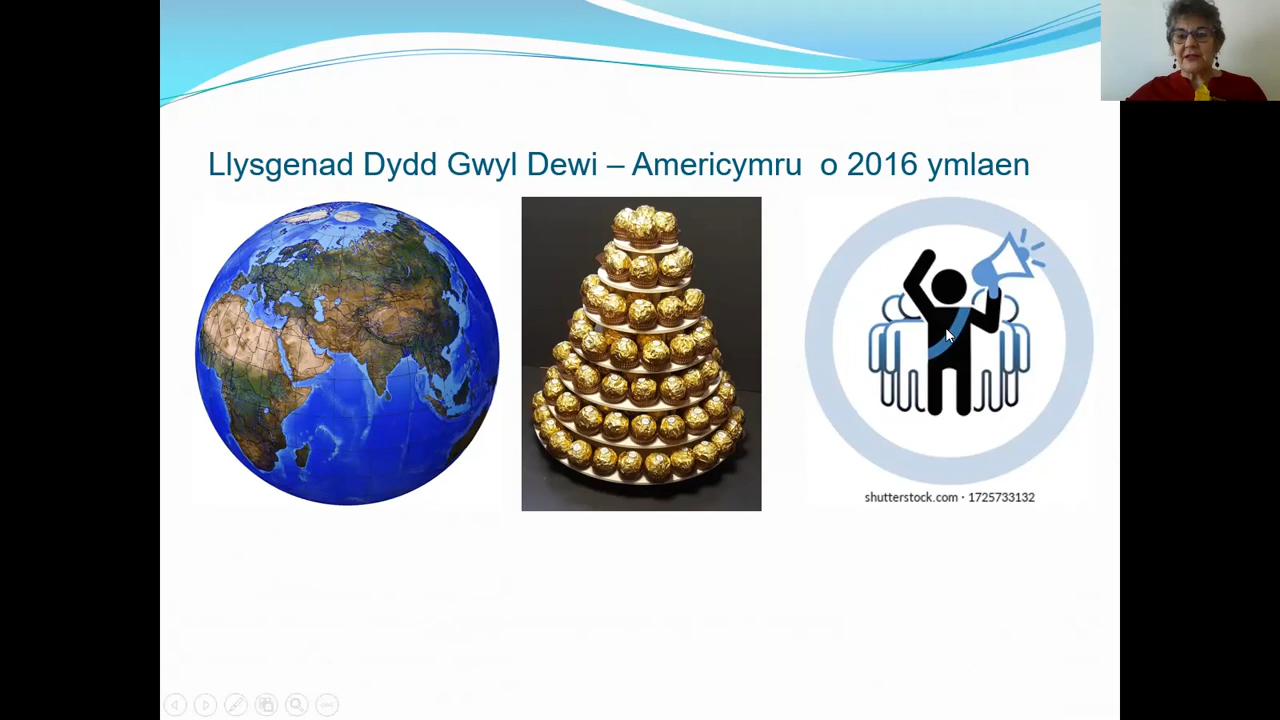 Llysgenad Dydd Gwyl Dewi – Americymru o 2016 ymlaen
shutterstock.com · 1725733132